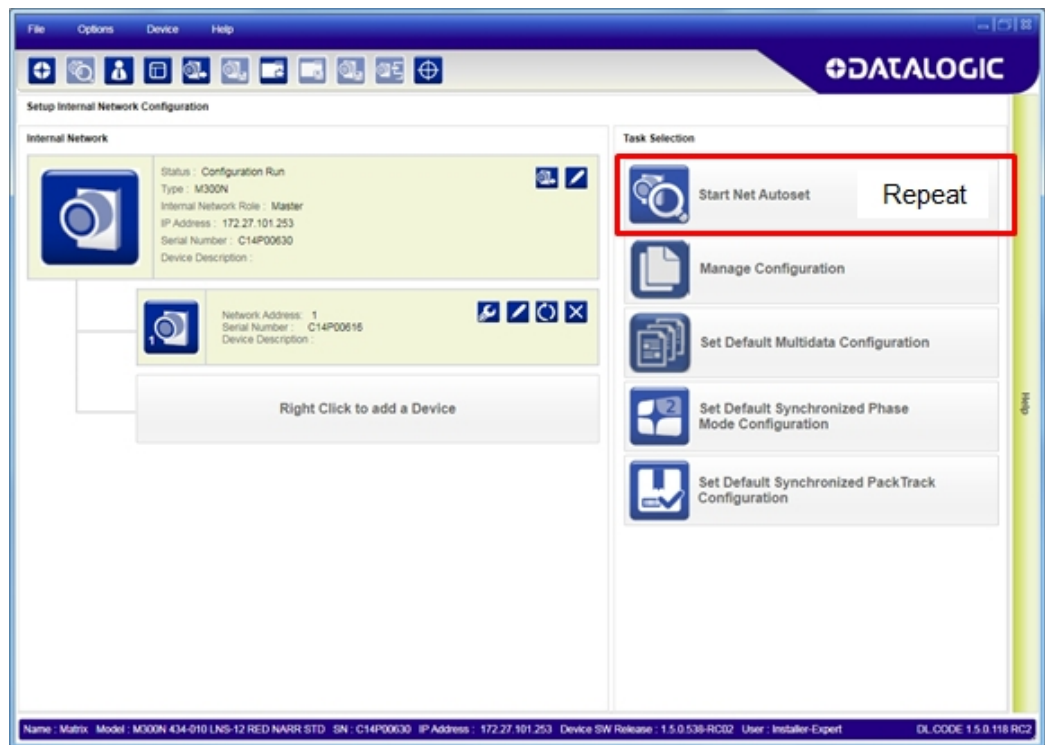 File Options Device Help
DATALOGIC
Setup Internal Network Configuration
Internal Network
Status : Configuration Run
Type : M300N
Internal Network Role : Master
IP Address : 172.27.101.253
Serial Number : C14P00630
Device Description :
1
Network Address: 1
Serial Number : C14P00616
Device Description :
Right Click to add a Device
Task Selection
Start Net Autoset
Repeat
Manage Configuration
Set Default Multidata Configuration
2
Set Default Synchronized Phase
Mode Configuration
Set Default Synchronized PackTrack
Configuration
Help
Name : Matrix Model : M300N 434-010 LNS-12 RED NARR STD SN : C14P00630 IP Address : 172.27.101.253 Device SW Release : 1.5.0.538-RC02 User : Installer-Expert DL.CODE 1.5.0.118 RC2